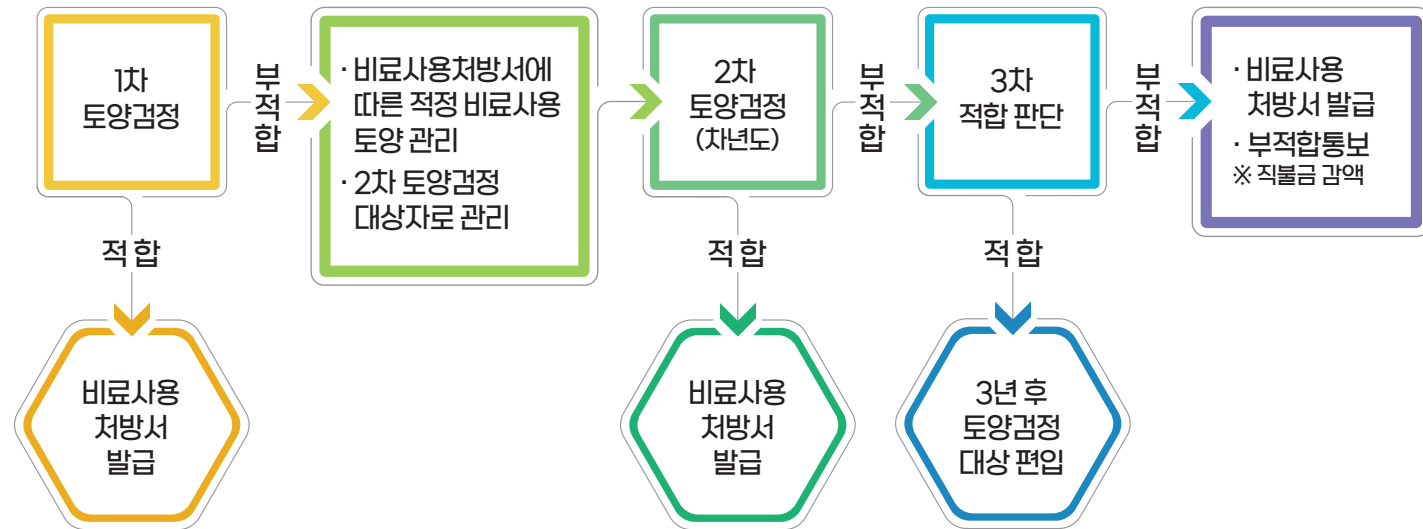 1차
토양검정
부적합
· 비료사용처방서에
따른 적정 비료사용
토양 관리
· 2차 토양검정
대상자로 관리
2차
토양검정
(차년도)
부적합
3차
적합 판단
부적합
· 비료사용
처방서 발급
· 부적합통보
※ 직불금 감액
적합
적합
적합
비료사용
처방서
발급
비료사용
처방서
발급
3년 후
토양검정
대상 편입